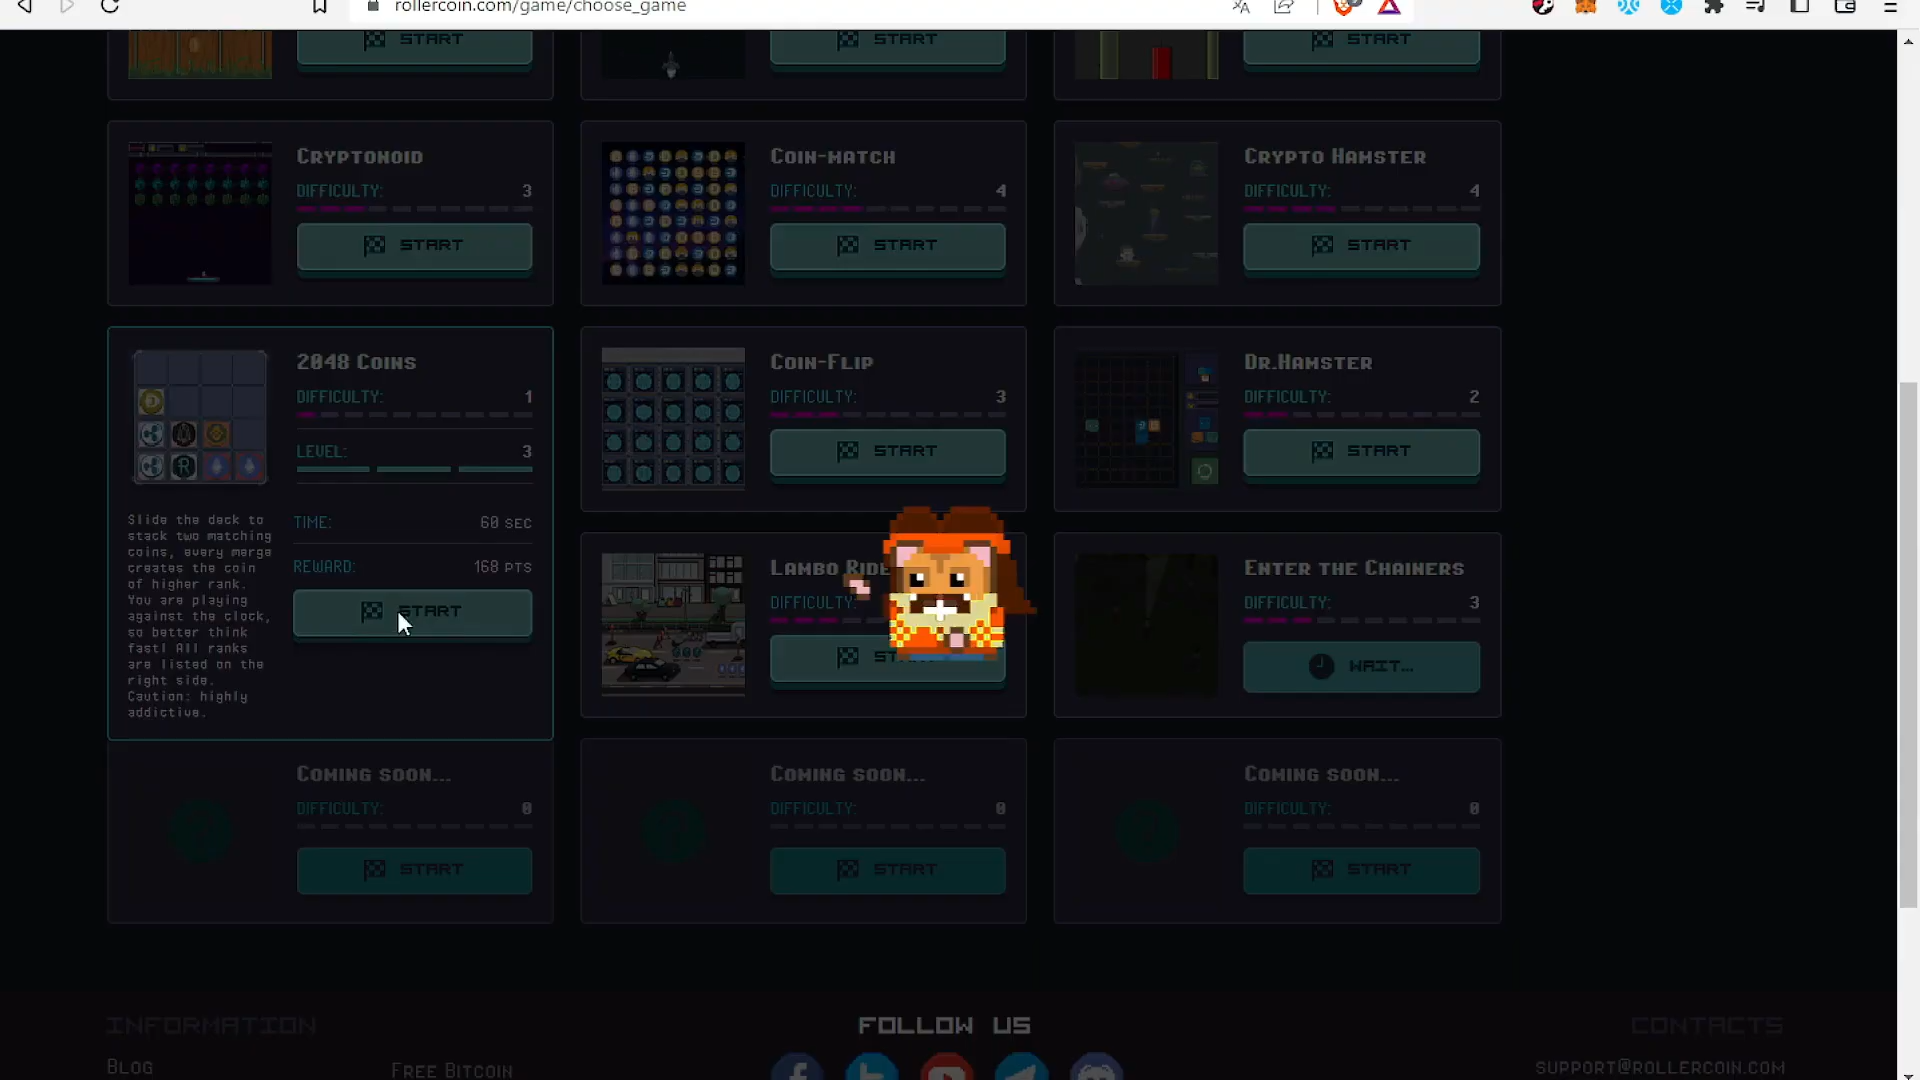 rollercoin.com/game/choose_game
START
START
START
CRYPTONOID
DIFFICULTY: 3
START
COIN-MATCH
DIFFICULTY: 4
START
CRYPTO HAMSTER
DIFFICULTY: 4
START
2048 COINS
DIFFICULTY: 1
LEVEL: 3
Slide the deck to
stack two matching
coins, every merge
creates the coin
of higher rank.
You are playing
against the clock,
so better think
fast! All ranks
are listed on the
right side.
Caution: highly
addictive.
TIME: 60 SEC
REWARD: 168 PTS
START
COIN-FLIP
DIFFICULTY: 3
START
DR.HAMSTER
DIFFICULTY: 2
START
LAMBO RIDE
DIFFICULTY:
ENTER THE CHAINERS
DIFFICULTY: 3
WAIT...
COMING SOON...
DIFFICULTY: 0
START
COMING SOON...
DIFFICULTY: 0
START
COMING SOON...
DIFFICULTY: 0
START
INFORMATION
FOLLOW US
CONTACTS
BLOG
FREE BITCOIN
SUPPORT@ROLLERCOIN.COM